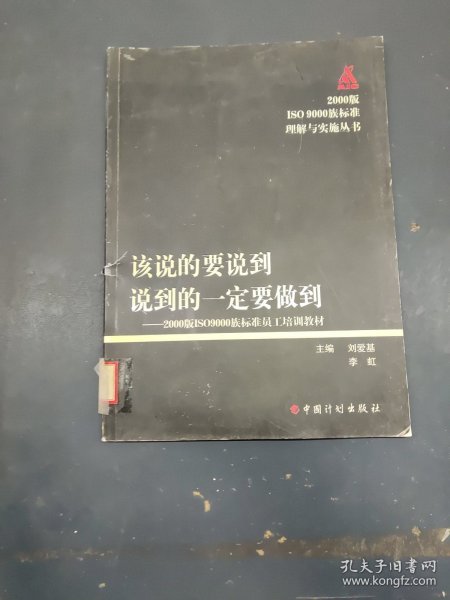 2000版
ISO 9000族标准
理解与实施丛书
该说的要说到
说到的一定要做到
——2000版ISO9000族标准员工培训教材
主编 刘爱基
李虹
中国计划出版社
孔夫子旧书网
www.kongfz.com